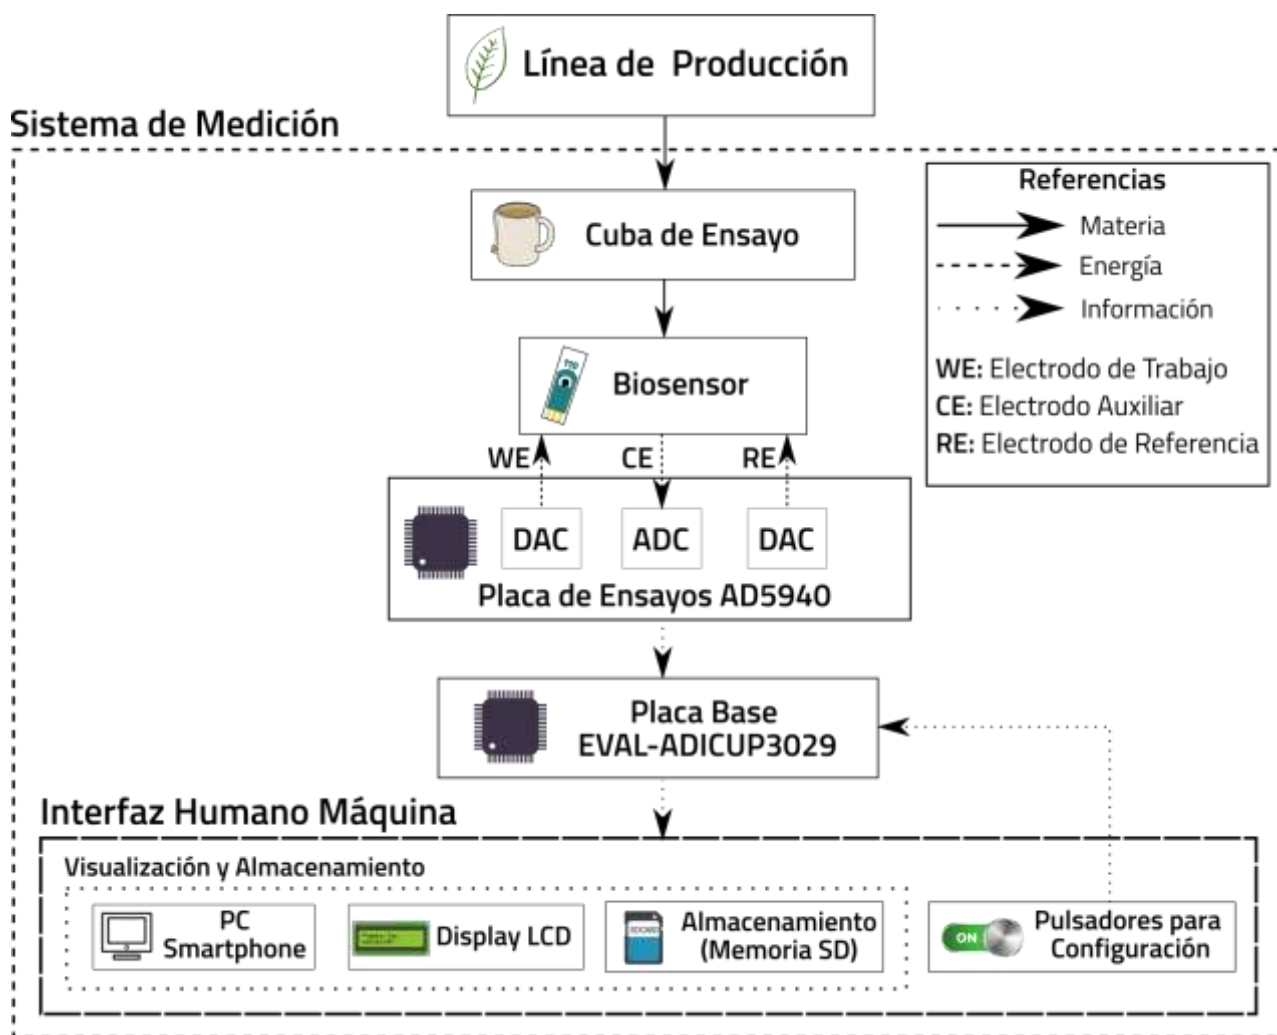 Línea de Producción
Sistema de Medición
Referencias
Materia
Energía
Información
WE: Electrodo de Trabajo
CE: Electrodo Auxiliar
RE: Electrodo de Referencia
Cuba de Ensayo
110
Biosensor
WE CE RE
DAC ADC DAC
Placa de Ensayos AD5940
Placa Base
EVAL-ADICUP3029
Interfaz Humano Máquina
Visualización y Almacenamiento
PC
Smartphone
Display LCD
Almacenamiento
(Memoria SD)
ON
Pulsadores para
Configuración